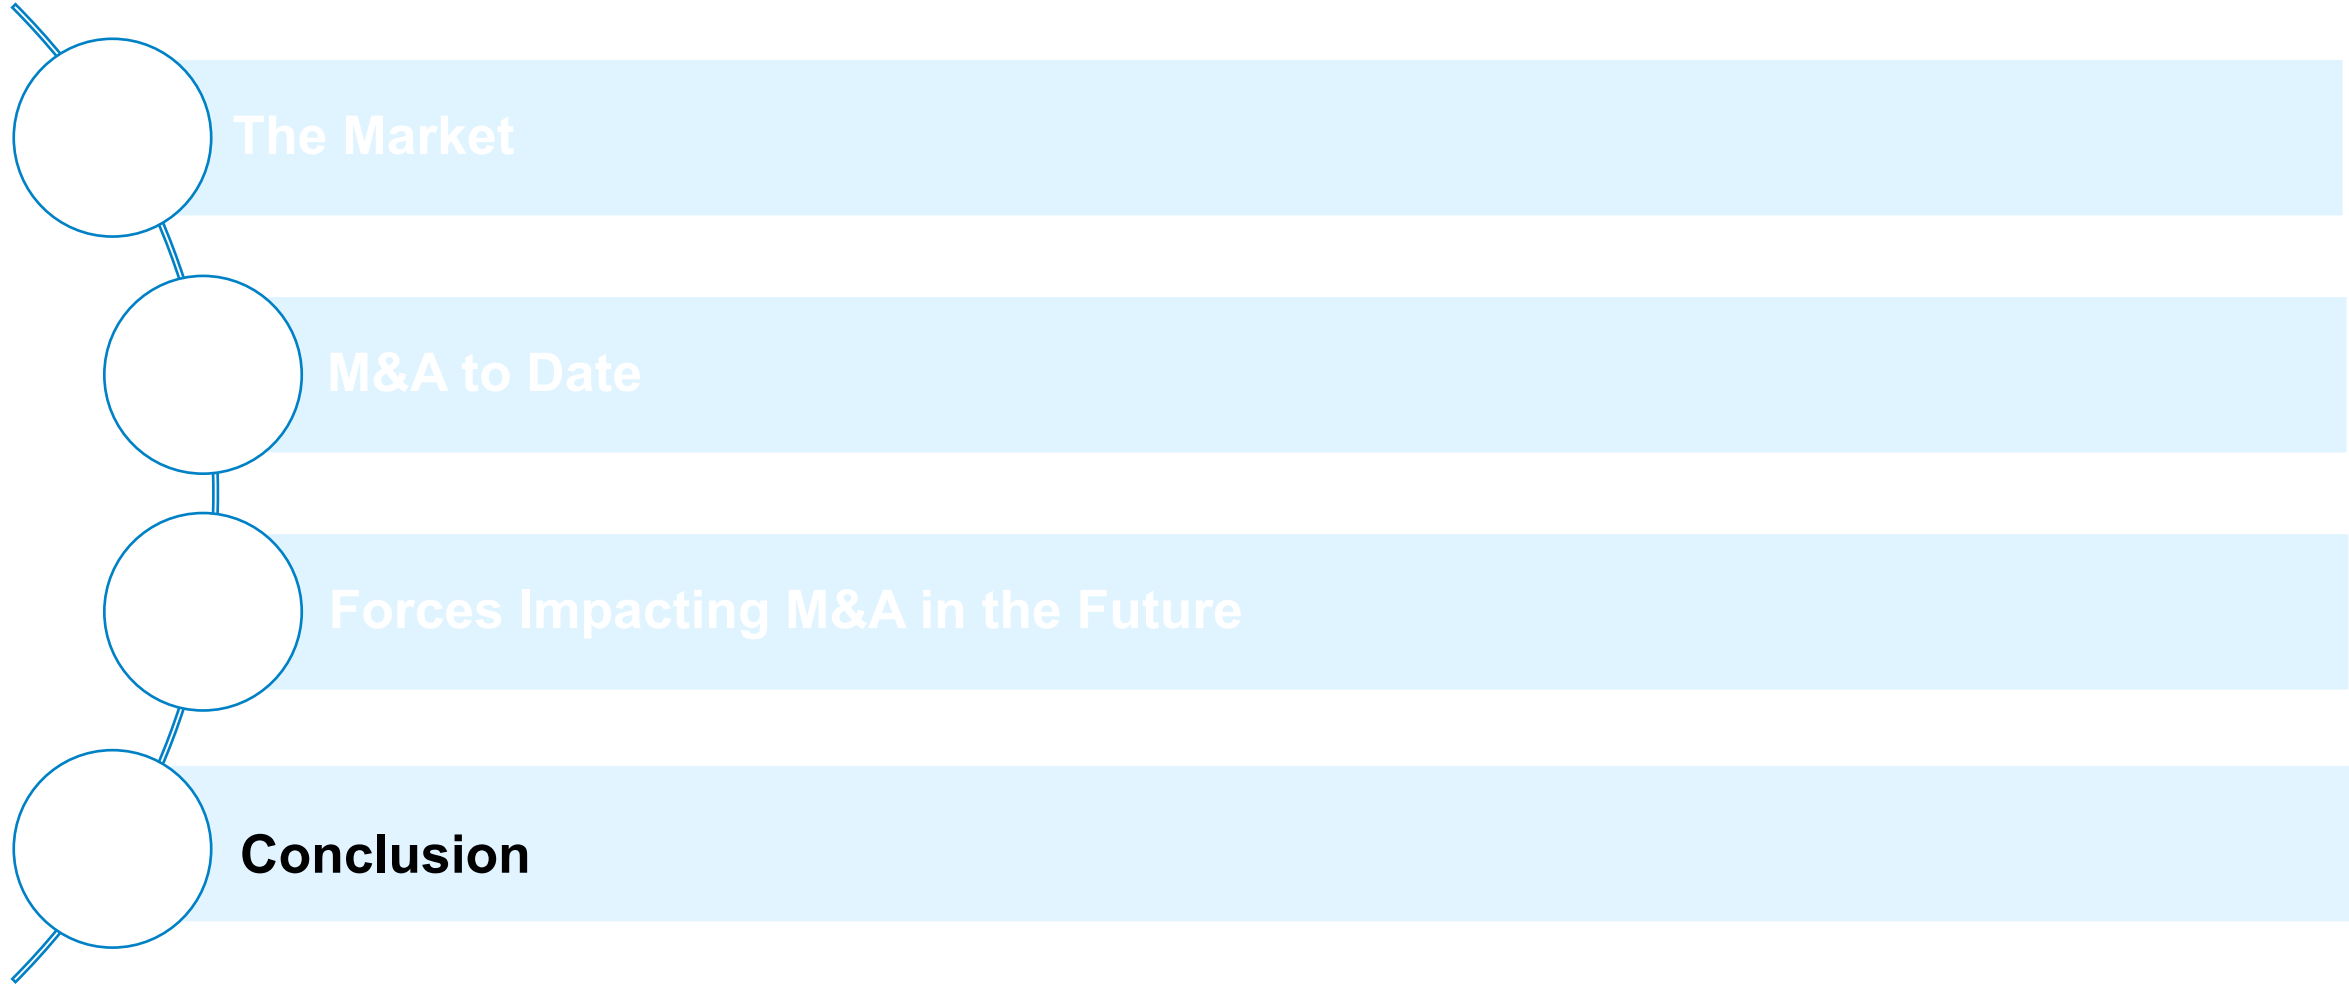 The Market
M&A to Date
Forces Impacting M&A in the Future
Conclusion